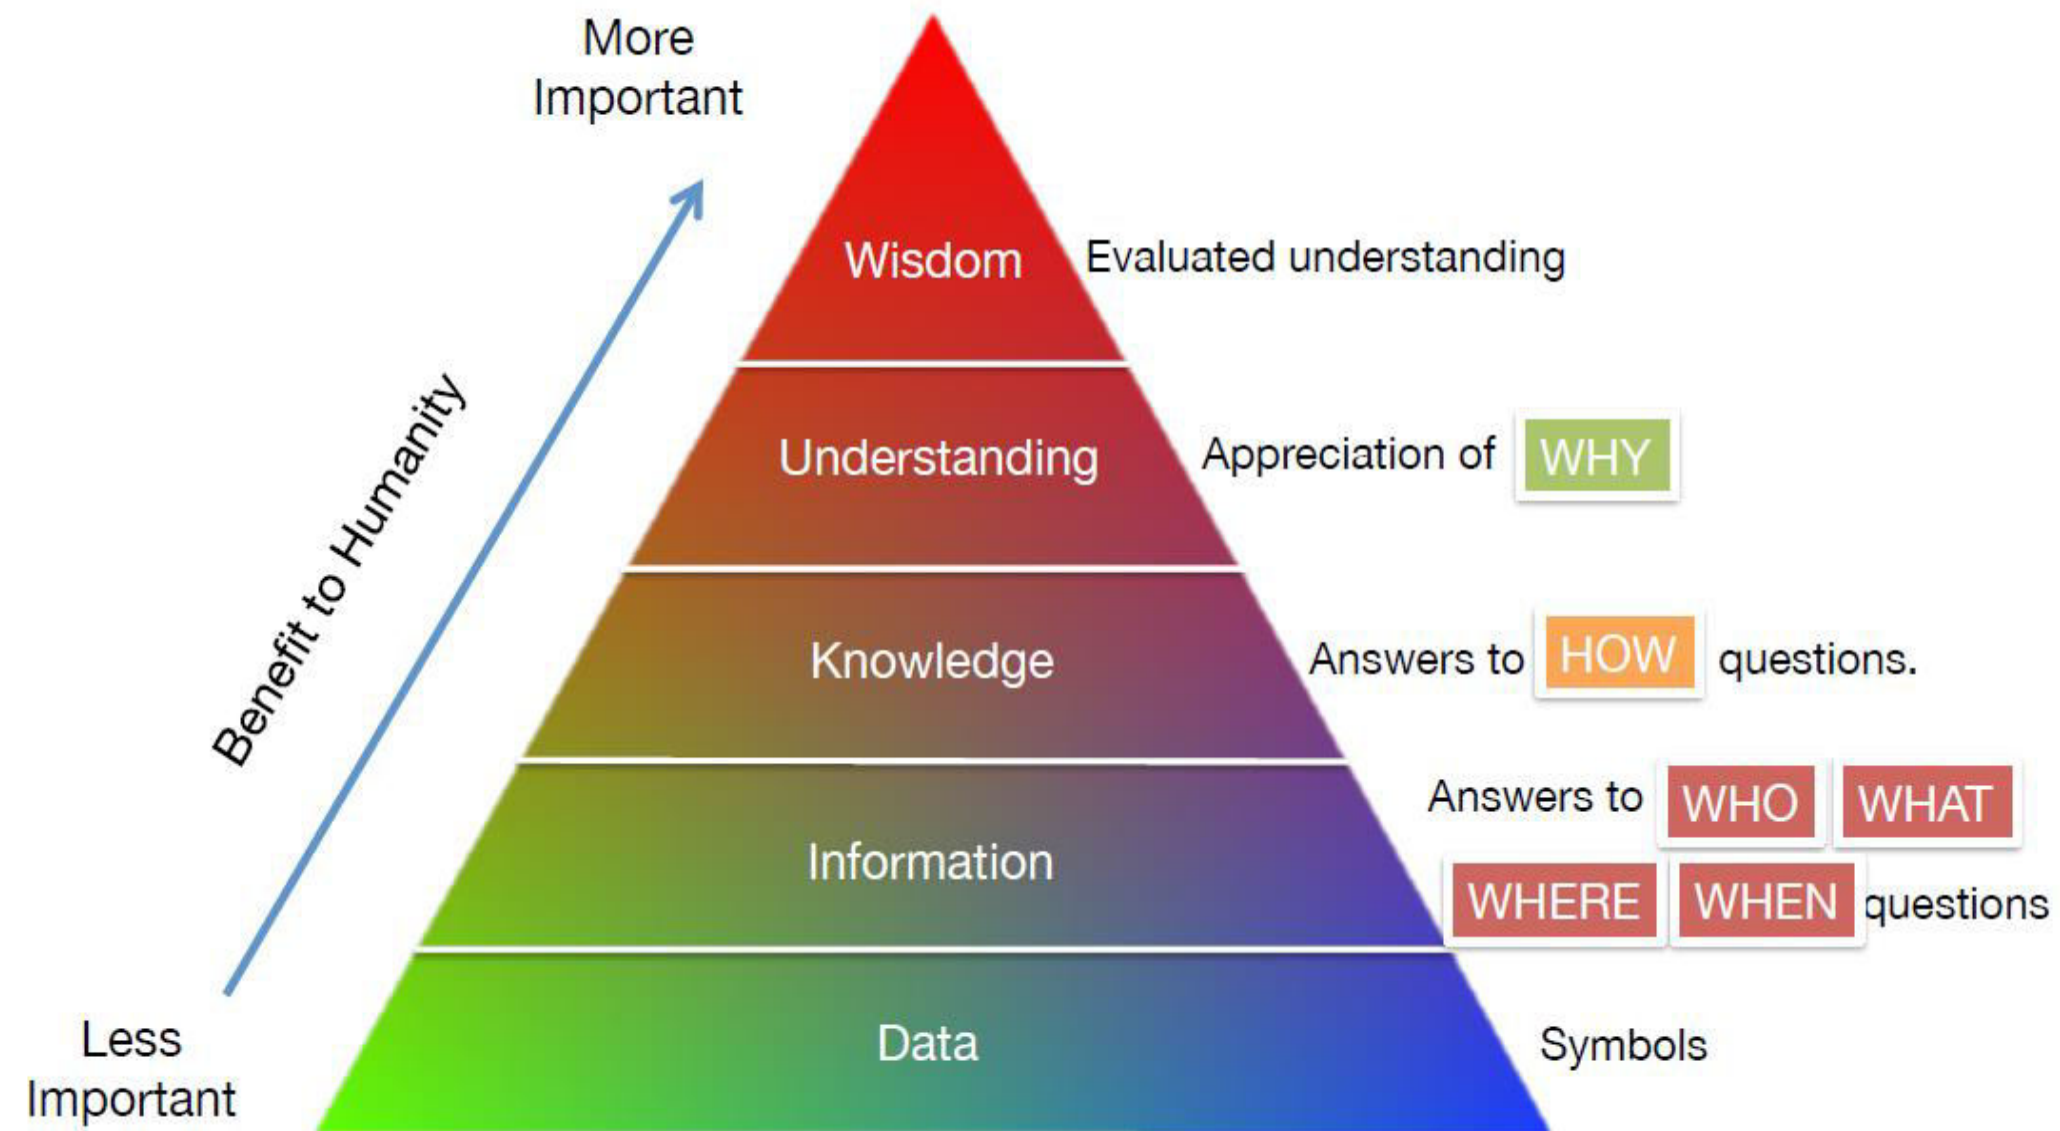 More
Important
Wisdom
Evaluated understanding
Understanding
Appreciation of WHY
Benefit to Humanity
Knowledge
Answers to HOW questions.
Answers to WHO WHAT
Information
WHERE WHEN questions
Less
Important
Data
Symbols